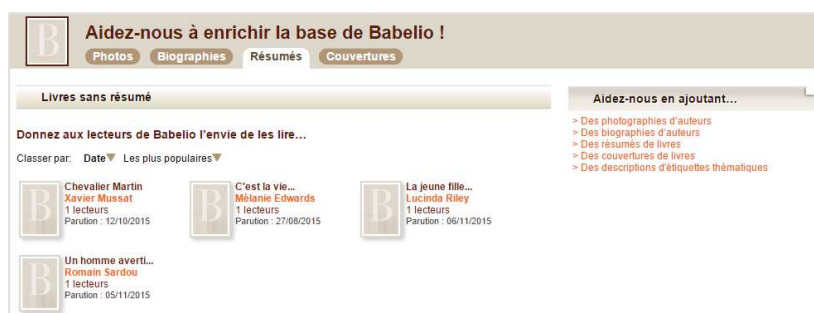 B
Aidez-nous à enrichir la base de Babelio !
Photos Biographies Résumés Couvertures
Livres sans résumé
Donnez aux lecteurs de Babelio l'envie de les lire...
Classer par: Date▼ Les plus populaires▼
B
Chevalier Martin
Xavier Mussat
1 lecteurs
Parution : 12/10/2015
B
C'est la vie...
Mélanie Edwards
1 lecteurs
Parution : 27/08/2015
B
La jeune fille...
Lucinda Riley
1 lecteurs
Parution : 06/11/2015
B
Un homme averti...
Romain Sardou
1 lecteurs
Parution : 05/11/2015
Aidez-nous en ajoutant...
> Des photographies d'auteurs
> Des biographies d'auteurs
> Des résumés de livres
> Des couvertures de livres
> Des descriptions d'étiquettes thématiques